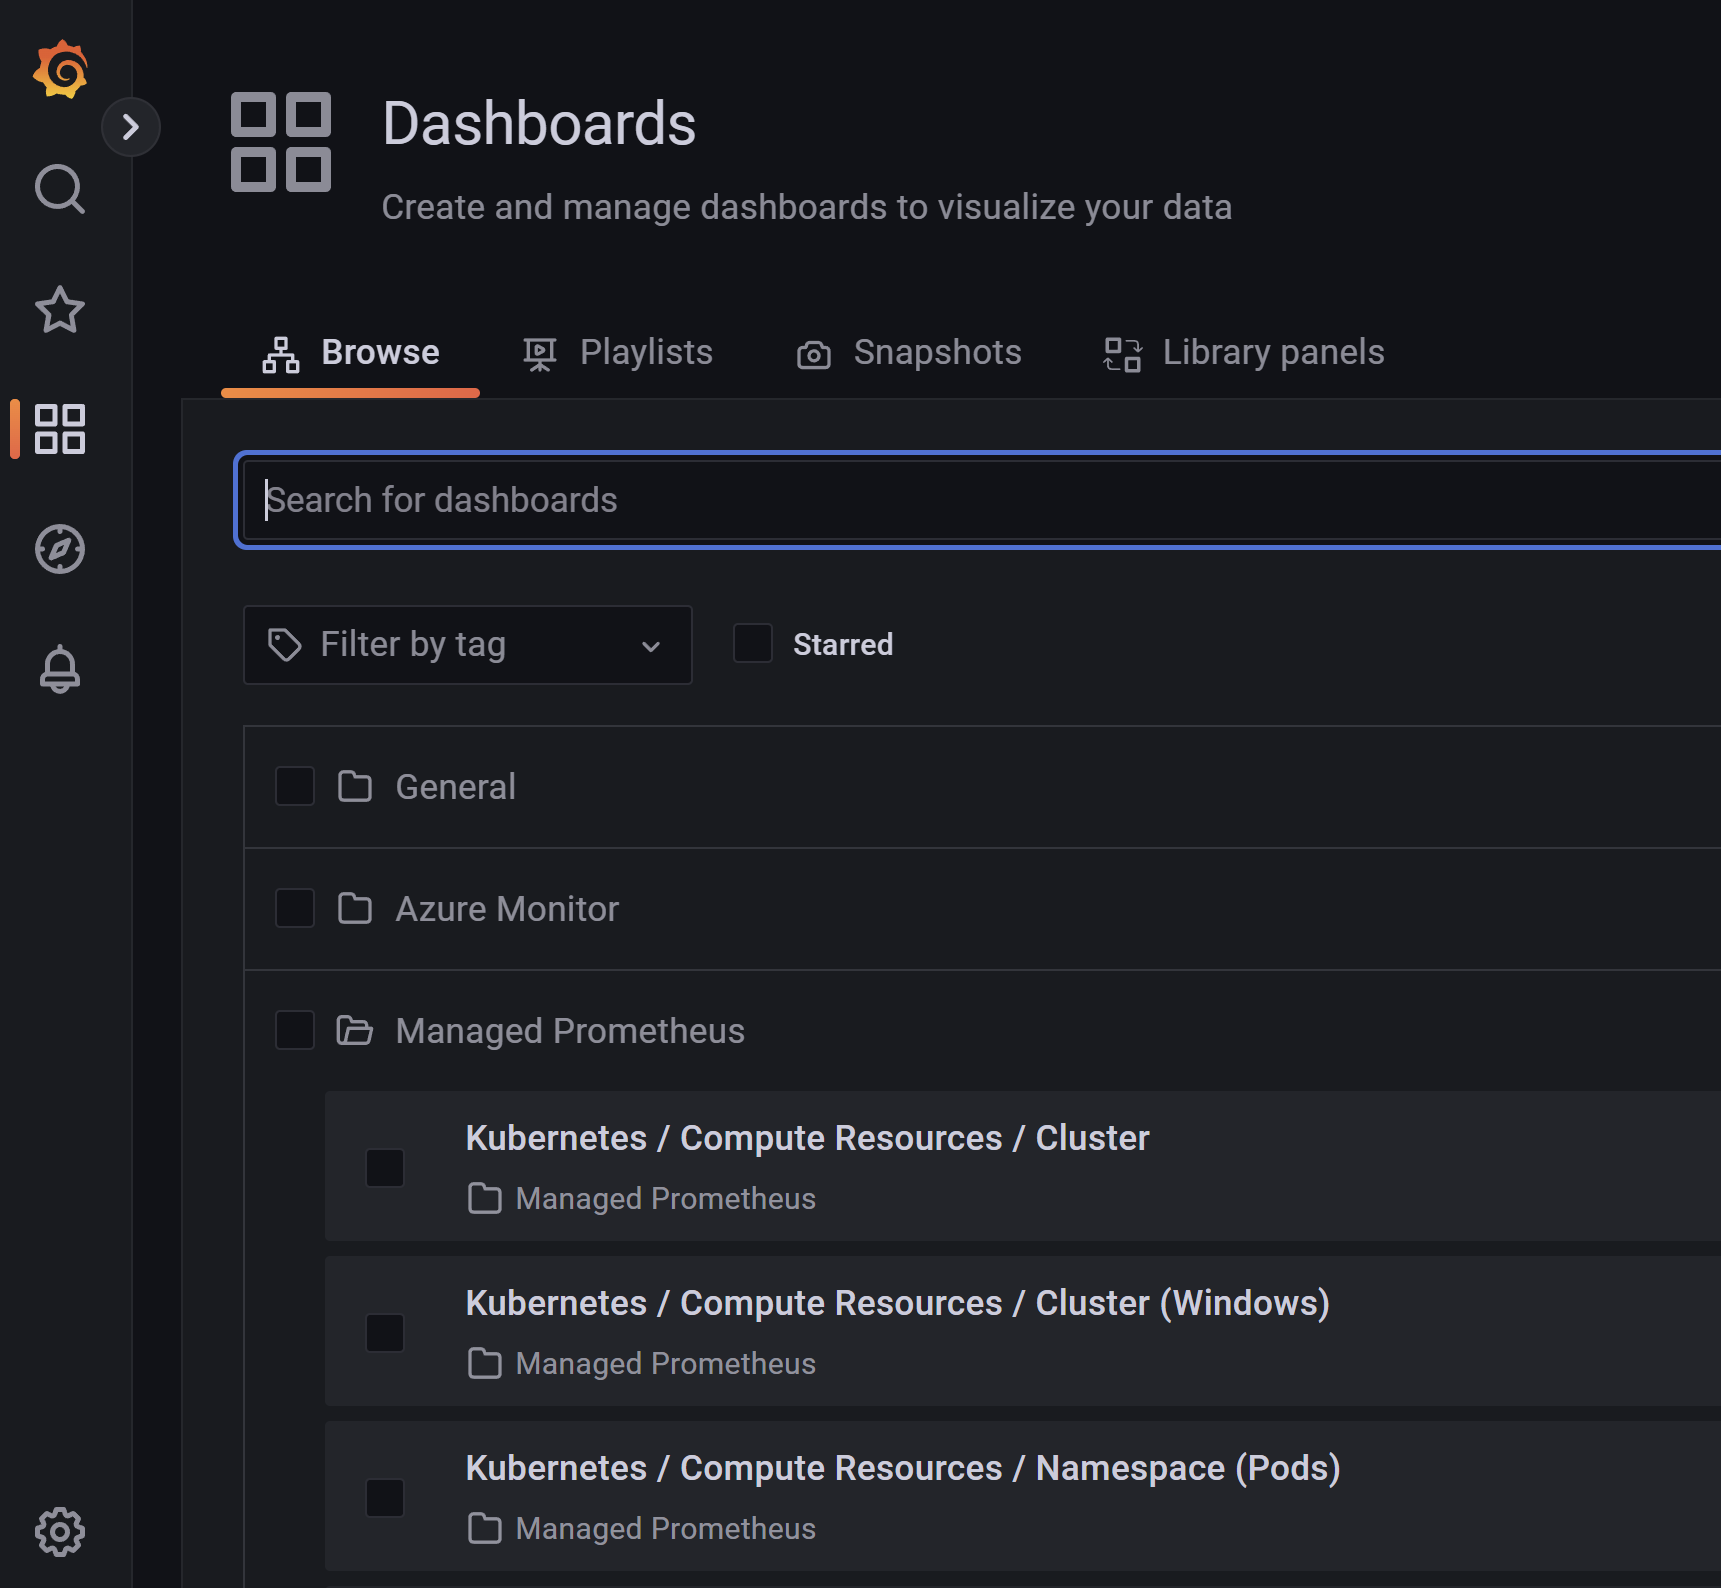 Dashboards
Create and manage dashboards to visualize your data
Browse
Playlists
Snapshots
Library panels
Search for dashboards
Filter by tag
Starred
General
Azure Monitor
Managed Prometheus
Kubernetes / Compute Resources / Cluster
Managed Prometheus
Kubernetes / Compute Resources / Cluster (Windows)
Managed Prometheus
Kubernetes / Compute Resources / Namespace (Pods)
Managed Prometheus